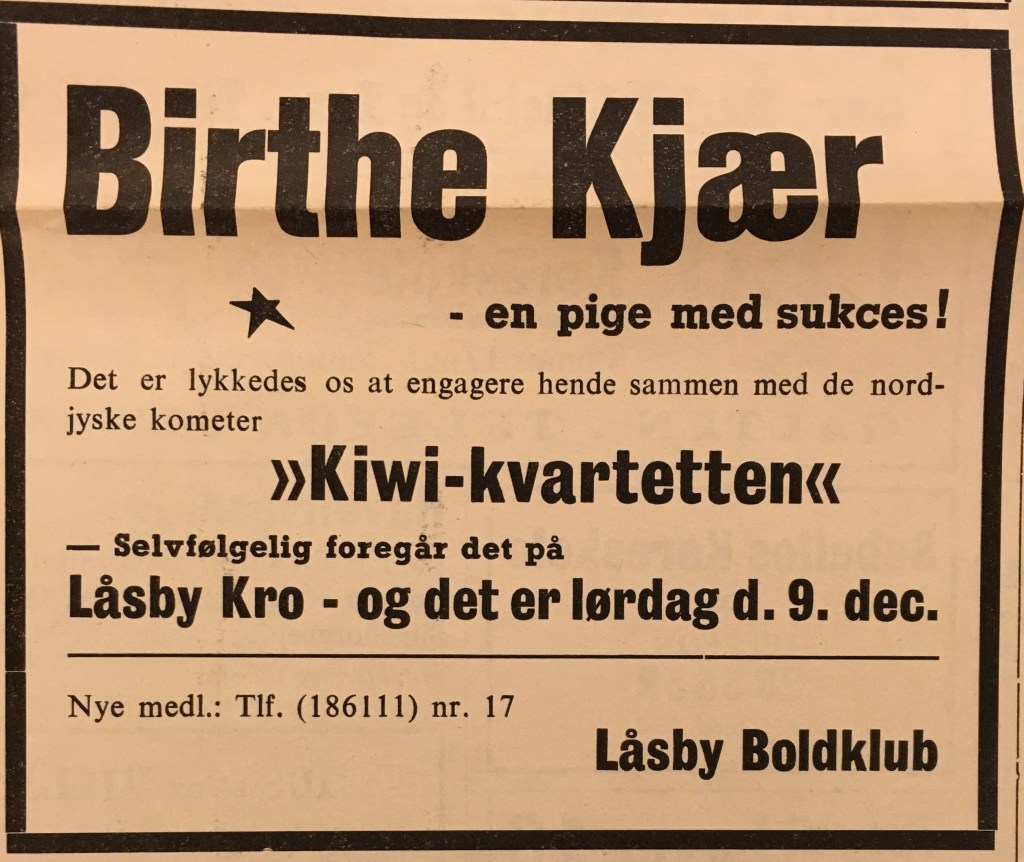 Birthe Kjær
- en pige med sukces!
Det er lykkedes os at engagere hende sammen med de nord-
jyske kometer
»Kiwi-kvartetten«
— Selvfølgelig foregår det på
Låsby Kro - og det er lørdag d. 9. dec.
Nye medl.: Tlf. (186111) nr. 17
Låsby Boldklub